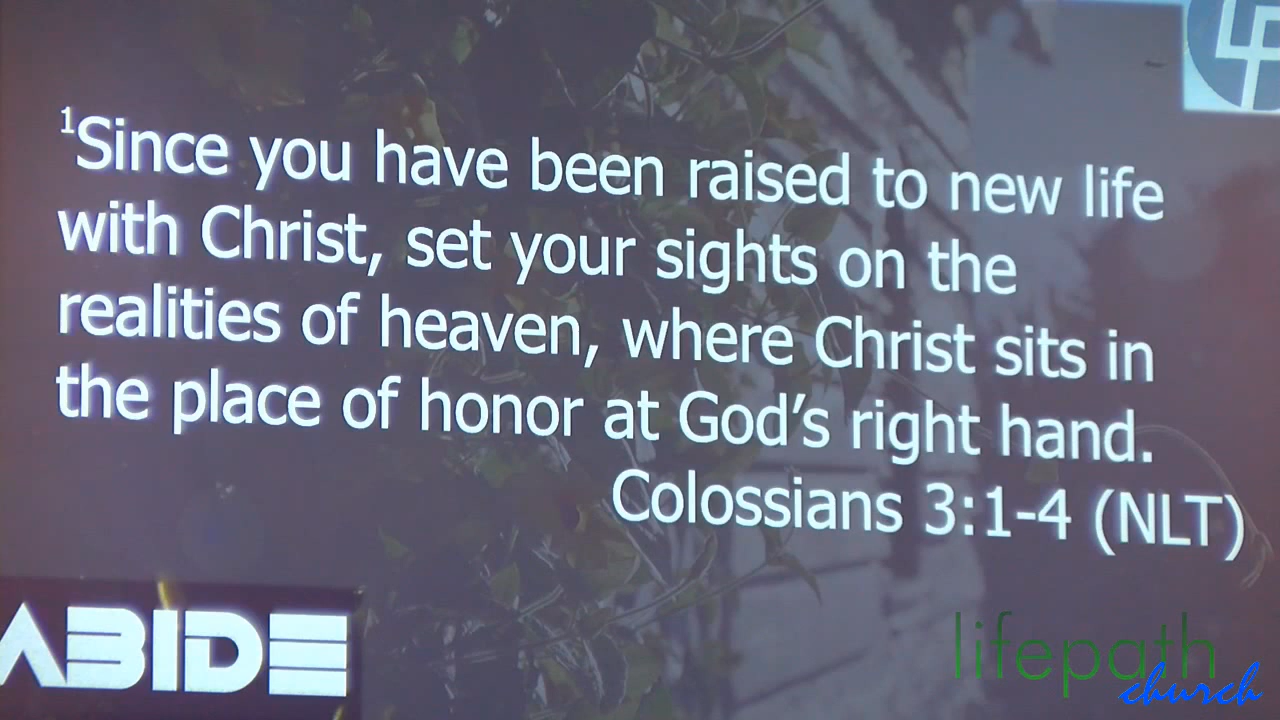 ¹Since you have been raised to new life
with Christ, set your sights on the
realities of heaven, where Christ sits in
the place of honor at God’s right hand.
Colossians 3:1-4 (NLT)
ABIDE
lifepath
church